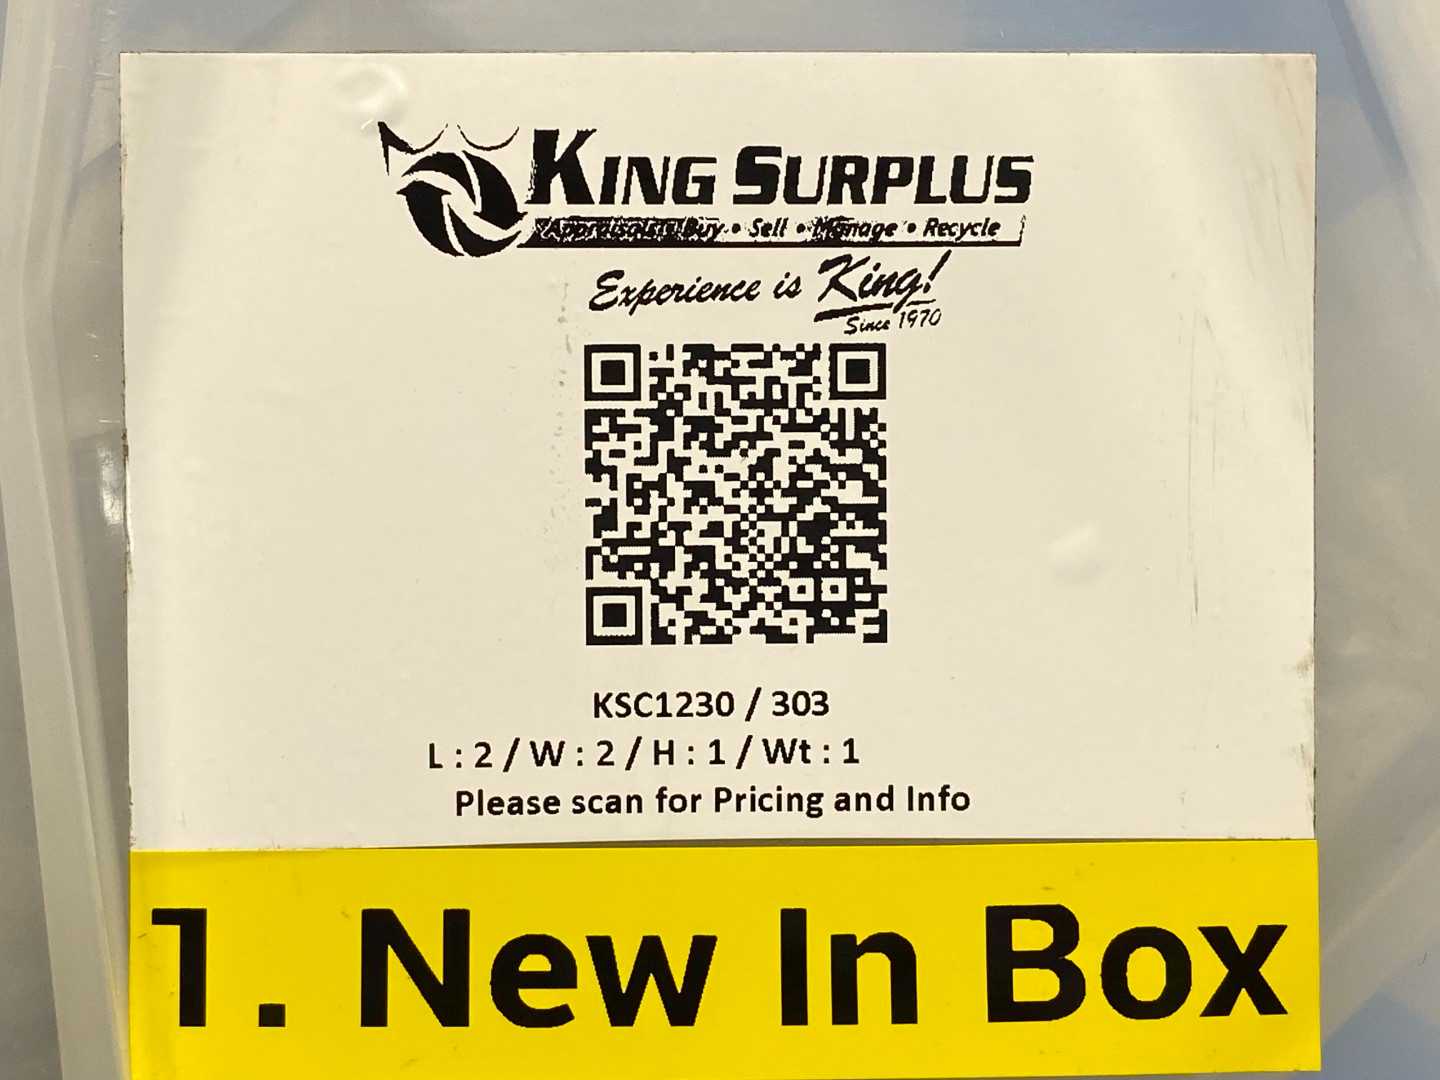 KING SURPLUS
Appraisals • Buy • Sell • Manage • Recycle
Experience is King!
Since 1970
KSC1230 / 303
L : 2 / W : 2 / H : 1 / Wt : 1
Please scan for Pricing and Info
1. New In Box